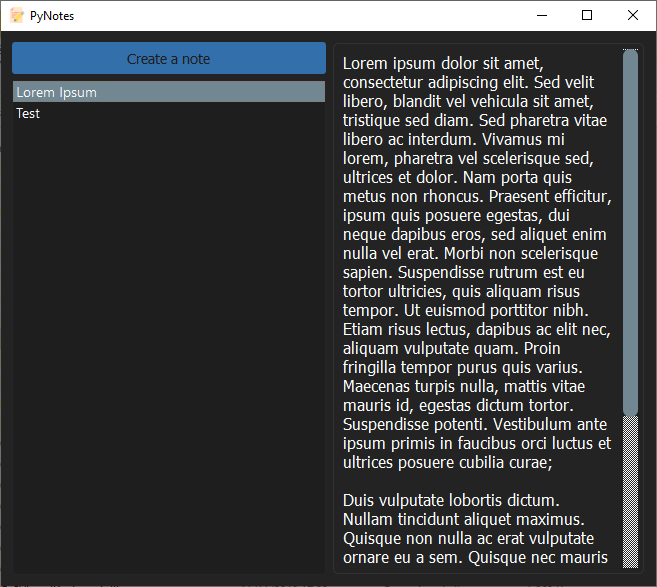 PyNotes
Create a note
Lorem Ipsum
Test
Lorem ipsum dolor sit amet,
consectetur adipiscing elit. Sed velit
libero, blandit vel vehicula sit amet,
tristique sed diam. Sed pharetra vitae
libero ac interdum. Vivamus mi
lorem, pharetra vel scelerisque sed,
ultrices et dolor. Nam porta quis
metus non rhoncus. Praesent efficitur,
ipsum quis posuere egestas, dui
neque dapibus eros, sed aliquet enim
nulla vel erat. Morbi non scelerisque
sapien. Suspendisse rutrum est eu
tortor ultricies, quis aliquam risus
tempor. Ut euismod porttitor nibh.
Etiam risus lectus, dapibus ac elit nec,
aliquam vulputate quam. Proin
fringilla tempor purus quis varius.
Maecenas turpis nulla, mattis vitae
mauris id, egestas dictum tortor.
Suspendisse potenti. Vestibulum ante
ipsum primis in faucibus orci luctus et
ultrices posuere cubilia curae;
Duis vulputate lobortis dictum.
Nullam tincidunt aliquet maximus.
Quisque non nulla ac erat vulputate
ornare eu a sem. Quisque nec mauris